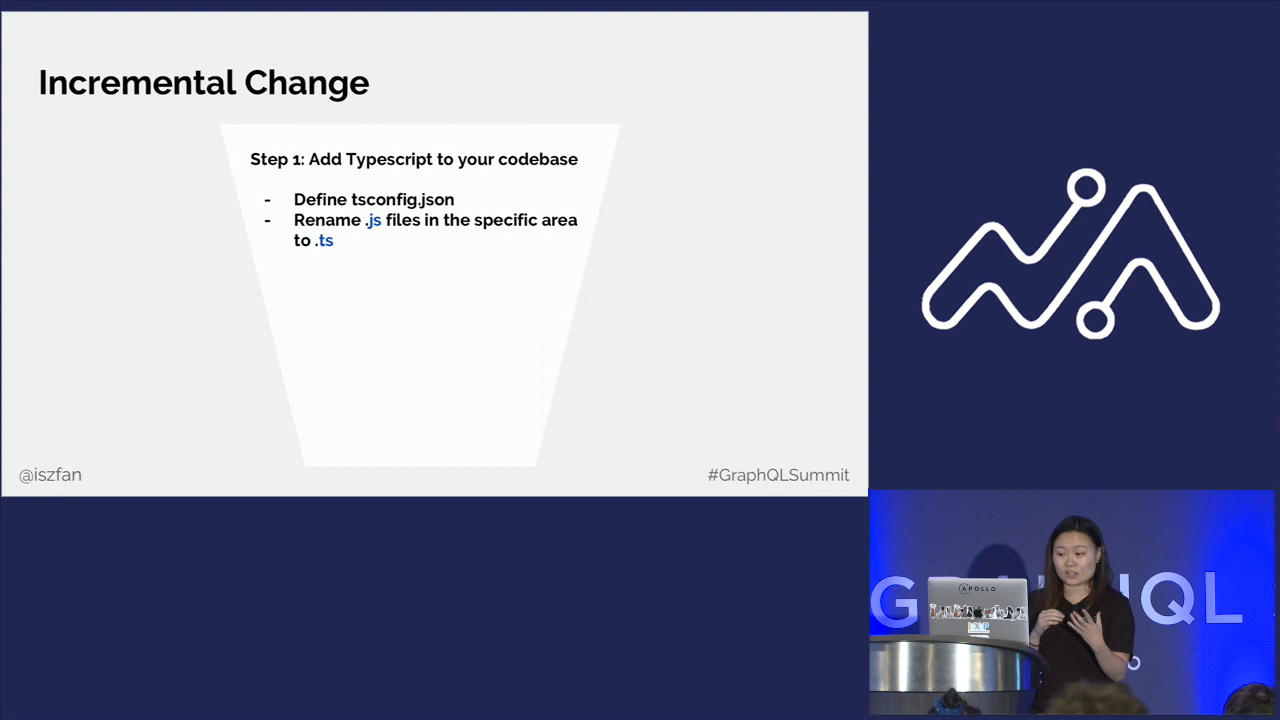 Incremental Change
Step 1: Add Typescript to your codebase
- Define tsconfig.json
- Rename .js files in the specific area
to .ts
@iszfan
#GraphQLSummit
APOLLO
G QL